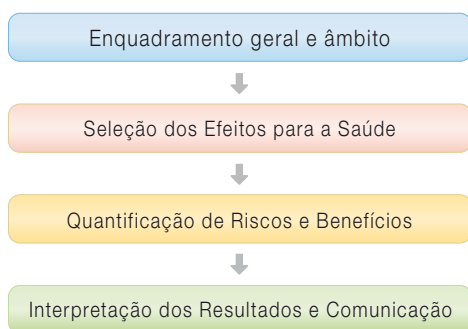 Enquadramento geral e âmbito
Seleção dos Efeitos para a Saúde
Quantificação de Riscos e Benefícios
Interpretação dos Resultados e Comunicação